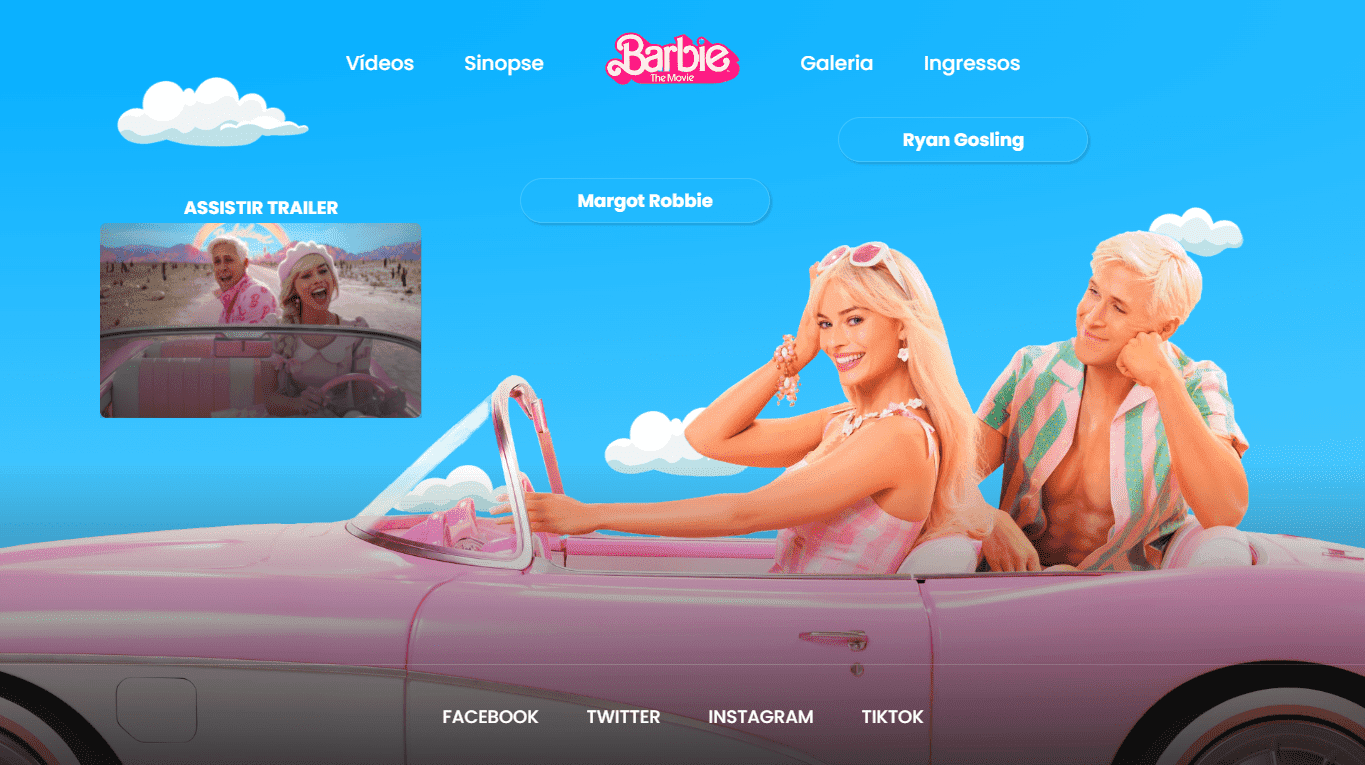 Vídeos Sinopse Barbie The Movie Galeria Ingressos
Ryan Gosling
Margot Robbie
ASSISTIR TRAILER
FACEBOOK TWITTER INSTAGRAM TIKTOK